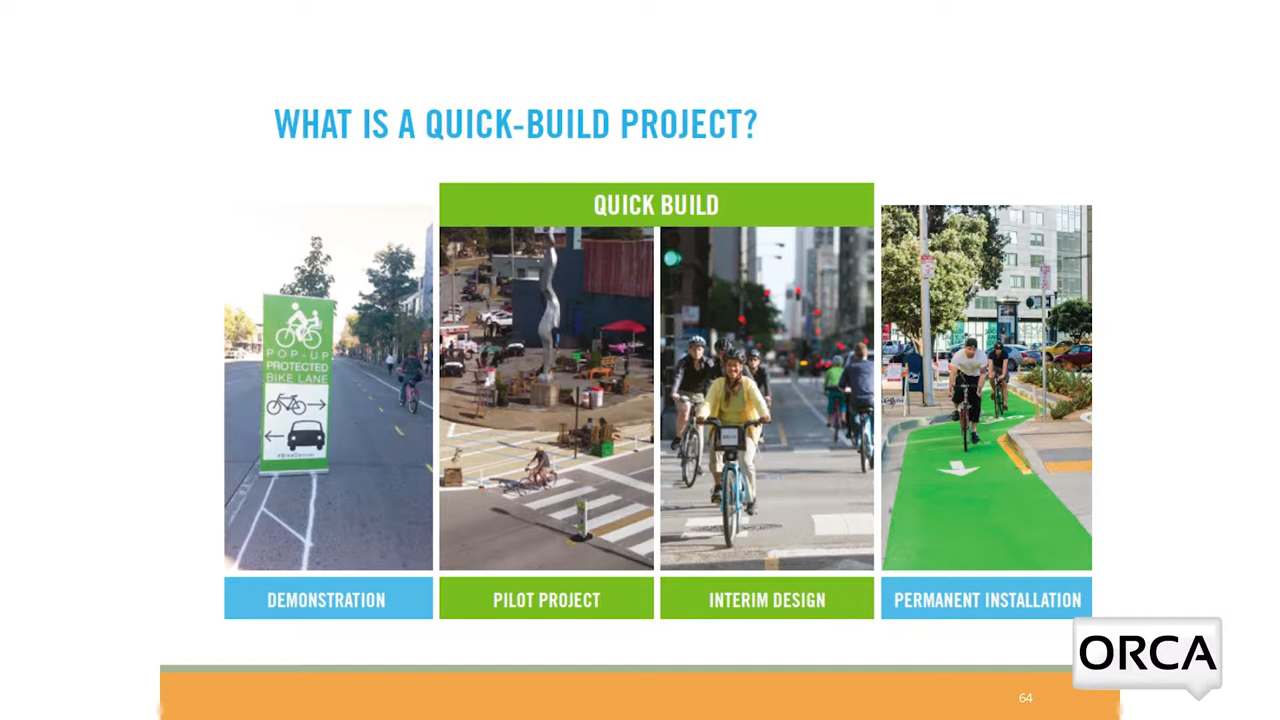 WHAT IS A QUICK-BUILD PROJECT?
QUICK BUILD
POP-UP
PROTECTED
BIKE LANE
DEMONSTRATION
PILOT PROJECT
INTERIM DESIGN
PERMANENT INSTALLATION
ORCA
64